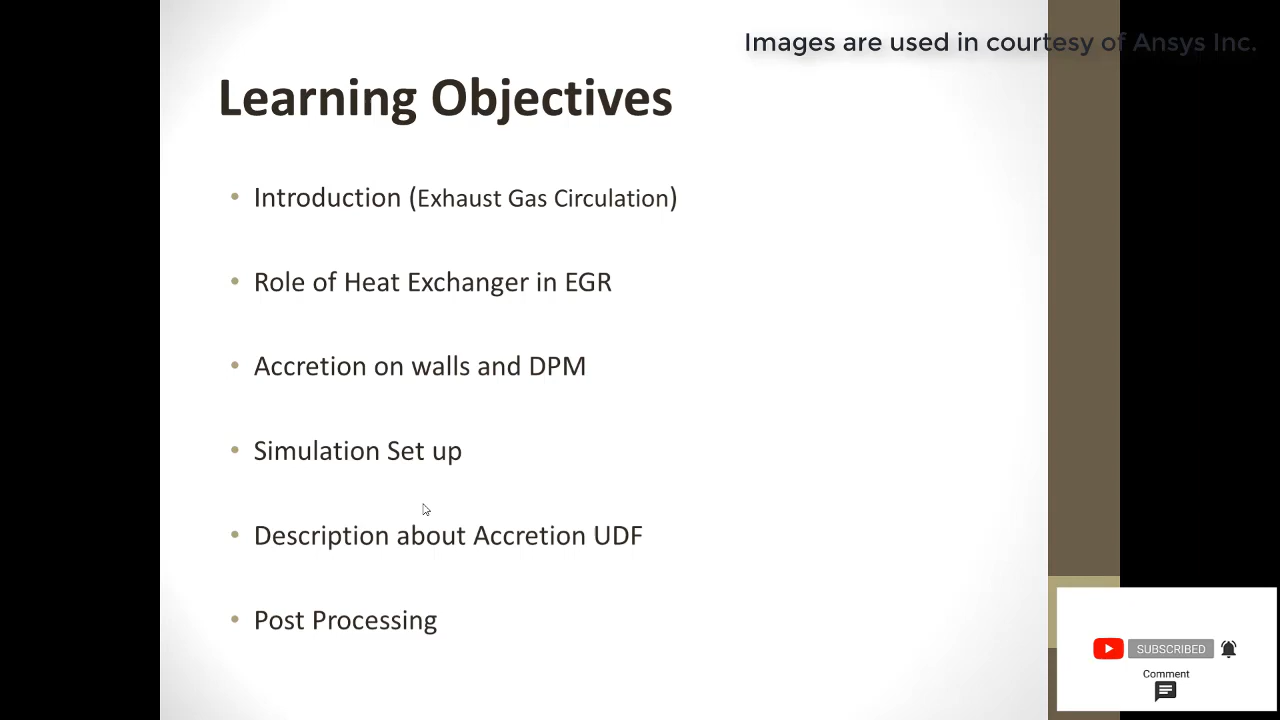 Images are used in courtesy of Ansys Inc.
Learning Objectives
• Introduction (Exhaust Gas Circulation)
• Role of Heat Exchanger in EGR
• Accretion on walls and DPM
• Simulation Set up
• Description about Accretion UDF
• Post Processing
SUBSCRIBED
Comment